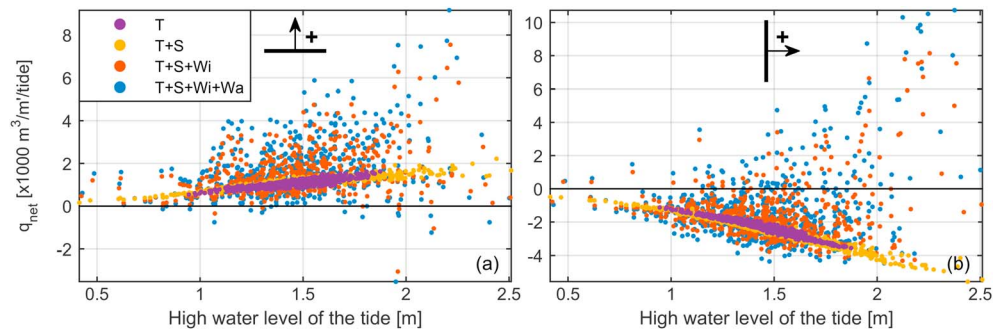 T
T+S
T+S+Wi
T+S+Wi+Wa
+
q_net [x1000 m³/m'/tide]
8
6
4
2
0
-2
0.5 1 1.5 2 2.5
High water level of the tide [m]
(a)
+
10
8
6
4
2
0
-2
-4
0.5 1 1.5 2 2.5
High water level of the tide [m]
(b)